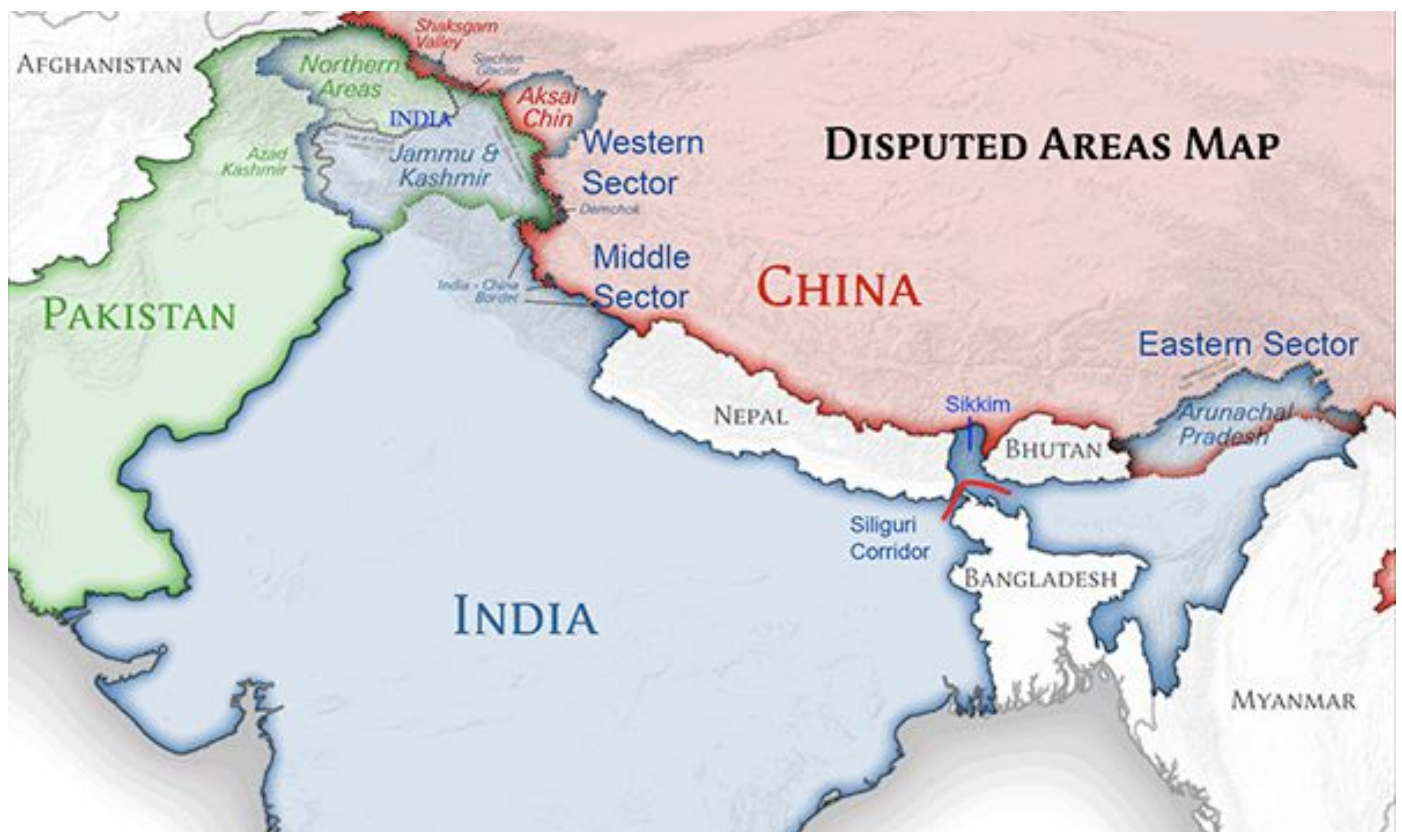 Shaksgam
Valley
AFGHANISTAN
Northern
Areas
Siachen
Glacier
Aksai
Chin
INDIA
Western
Sector
DISPUTED AREAS MAP
Azad
Kashmir
Jammu &
Kashmir
Demchok
Middle
Sector
India - China
Border
CHINA
PAKISTAN
Eastern Sector
Sikkim
NEPAL
Arunachal
Pradesh
BHUTAN
Siliguri
Corridor
BANGLADESH
INDIA
MYANMAR